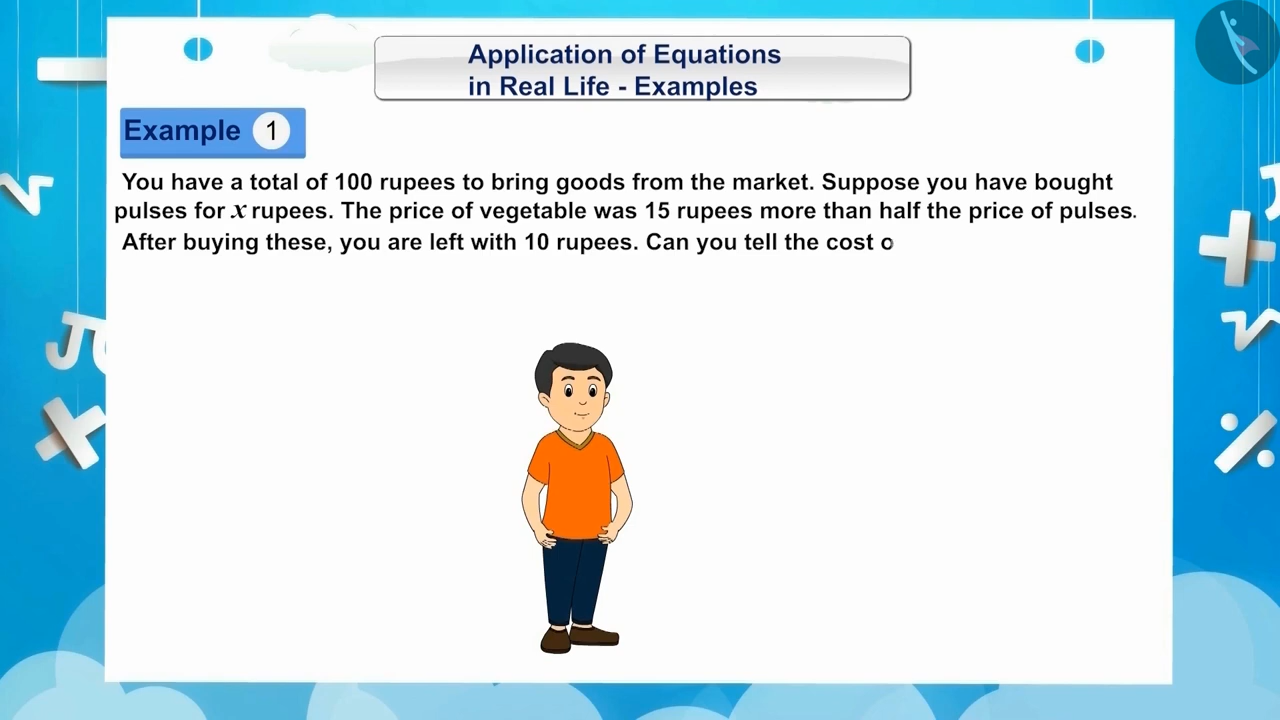 Application of Equations
in Real Life - Examples
Example 1
You have a total of 100 rupees to bring goods from the market. Suppose you have bought
pulses for x rupees. The price of vegetable was 15 rupees more than half the price of pulses.
After buying these, you are left with 10 rupees. Can you tell the cost o